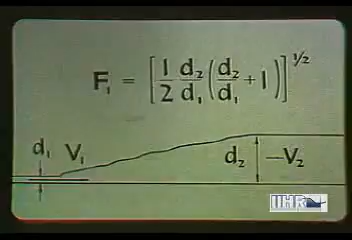 F₁ = [1/2 d₂/d₁ (d₂/d₁ + 1)]^1/2
d₁ V₁ d₂ V₂
IIHR